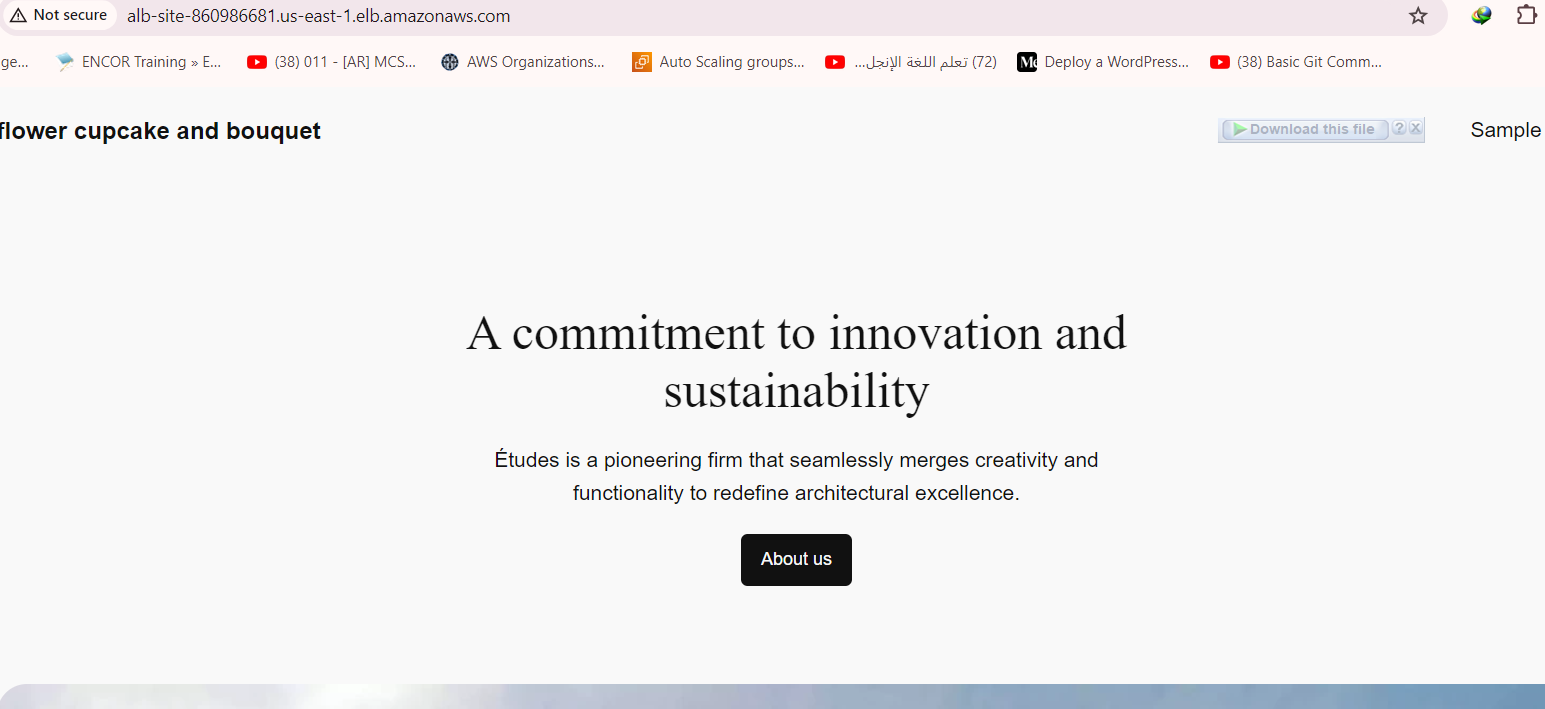 Not secure
alb-site-860986681.us-east-1.elb.amazonaws.com
ge...
ENCOR Training » E...
(38) 011 - [AR] MCS...
AWS Organizations...
Auto Scaling groups...
(72) تعلم اللغة الإنجل...
Deploy a WordPress...
(38) Basic Git Comm...
flower cupcake and bouquet
Download this file
?
X
Sample
A commitment to innovation and
sustainability
Études is a pioneering firm that seamlessly merges creativity and
functionality to redefine architectural excellence.
About us